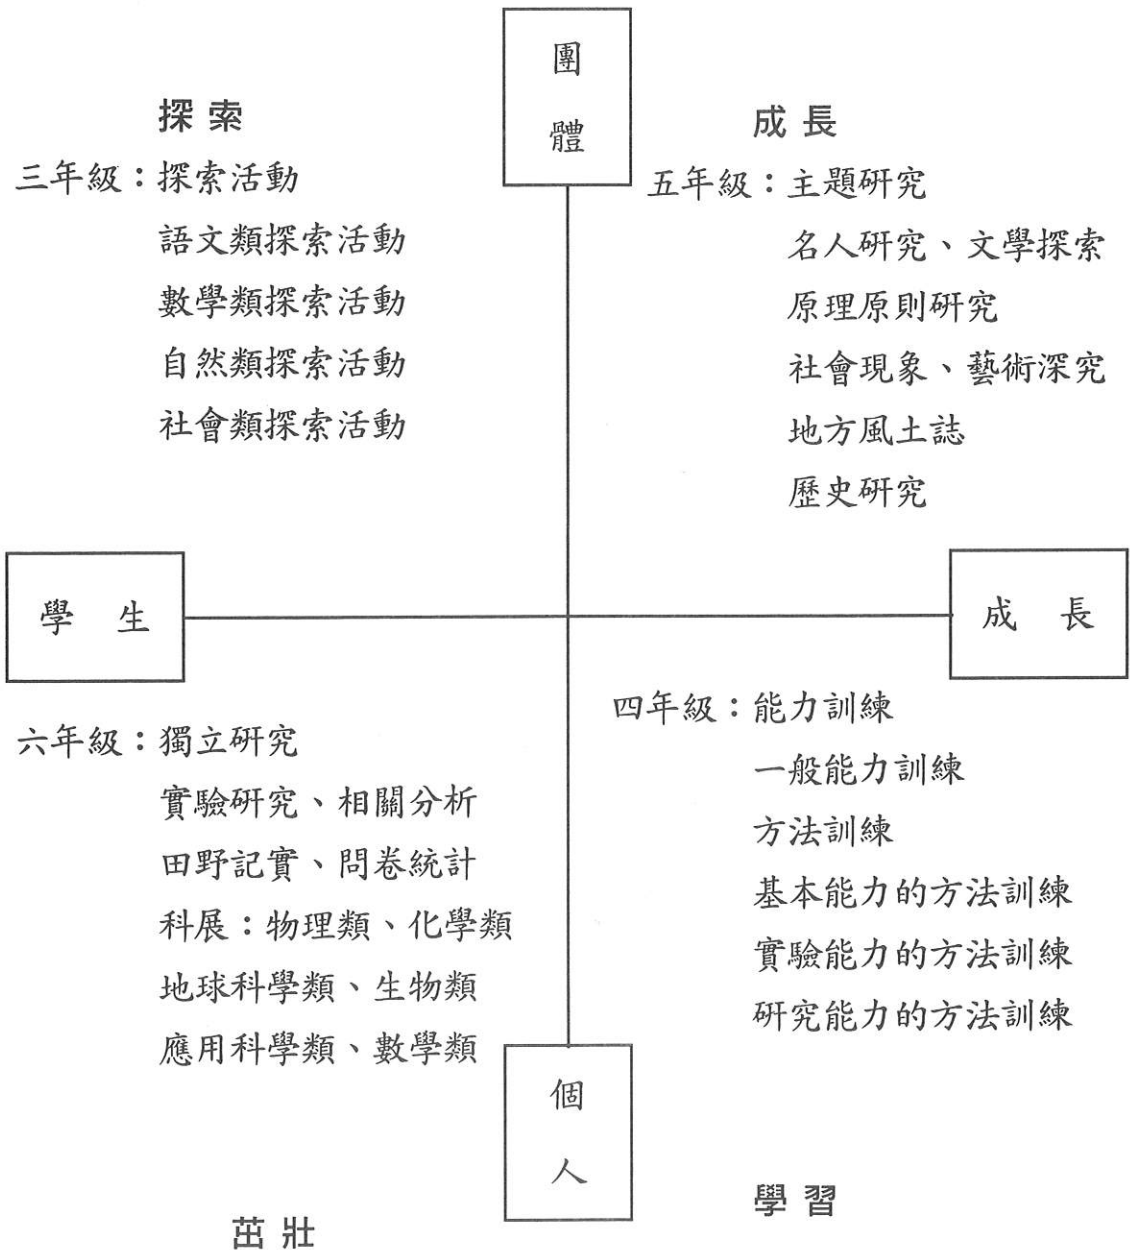 團
體
探索
三年級：探索活動
語文類探索活動
數學類探索活動
自然類探索活動
社會類探索活動
成長
五年級：主題研究
名人研究、文學探索
原理原則研究
社會現象、藝術深究
地方風土誌
歷史研究
學 生
成 長
六年級：獨立研究
實驗研究、相關分析
田野記實、問卷統計
科展：物理類、化學類
地球科學類、生物類
應用科學類、數學類
茁壯
四年級：能力訓練
一般能力訓練
方法訓練
基本能力的方法訓練
實驗能力的方法訓練
研究能力的方法訓練
學習
個
人